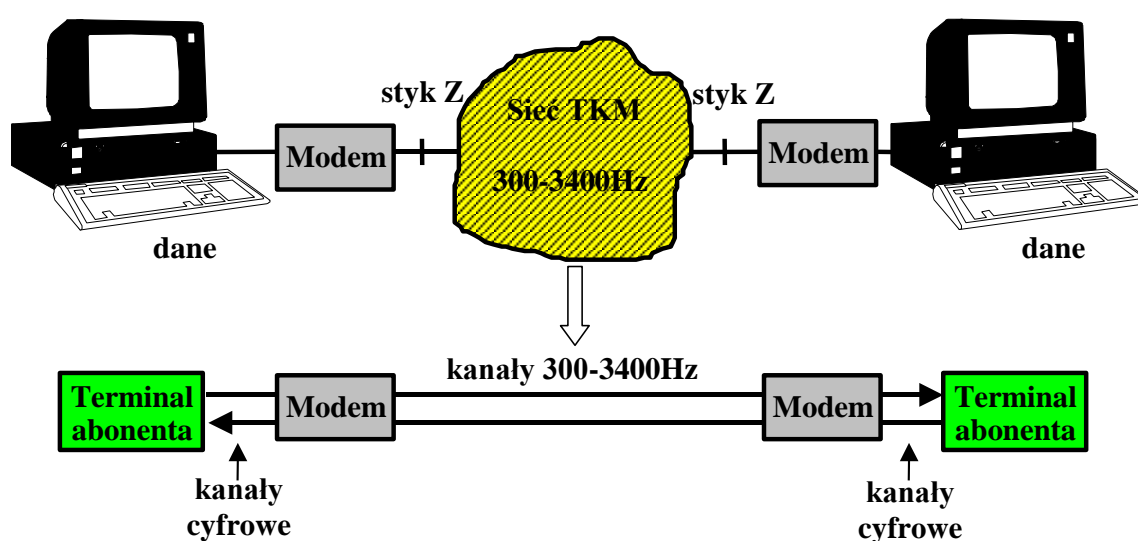 styk Z
Sieć TKM
styk Z
Modem
300-3400Hz
Modem
dane
dane
kanały 300-3400Hz
Terminal
abonenta
Modem
Modem
Terminal
abonenta
kanały
cyfrowe
kanały
cyfrowe